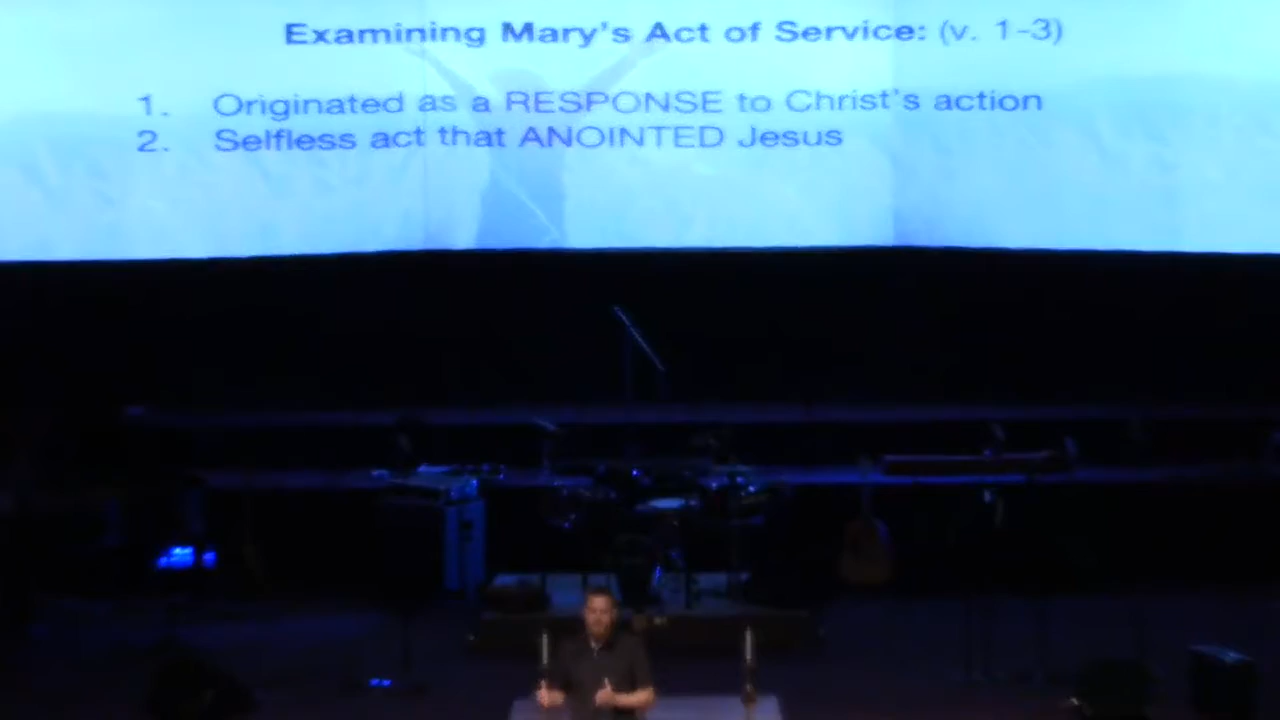 Examining Mary's Act of Service: (v. 1-3)
1. Originated as a RESPONSE to Christ's action
2. Selfless act that ANOINTED Jesus